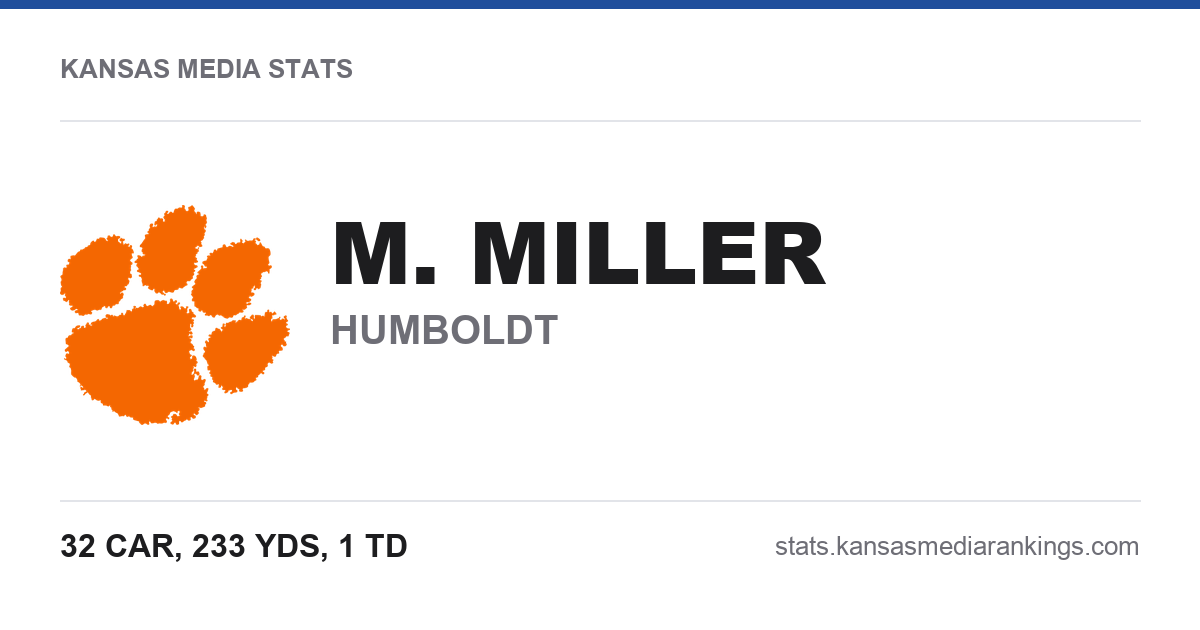 KANSAS MEDIA STATS
M. MILLER
HUMBOLDT
32 CAR, 233 YDS, 1 TD
stats.kansasmediarankings.com